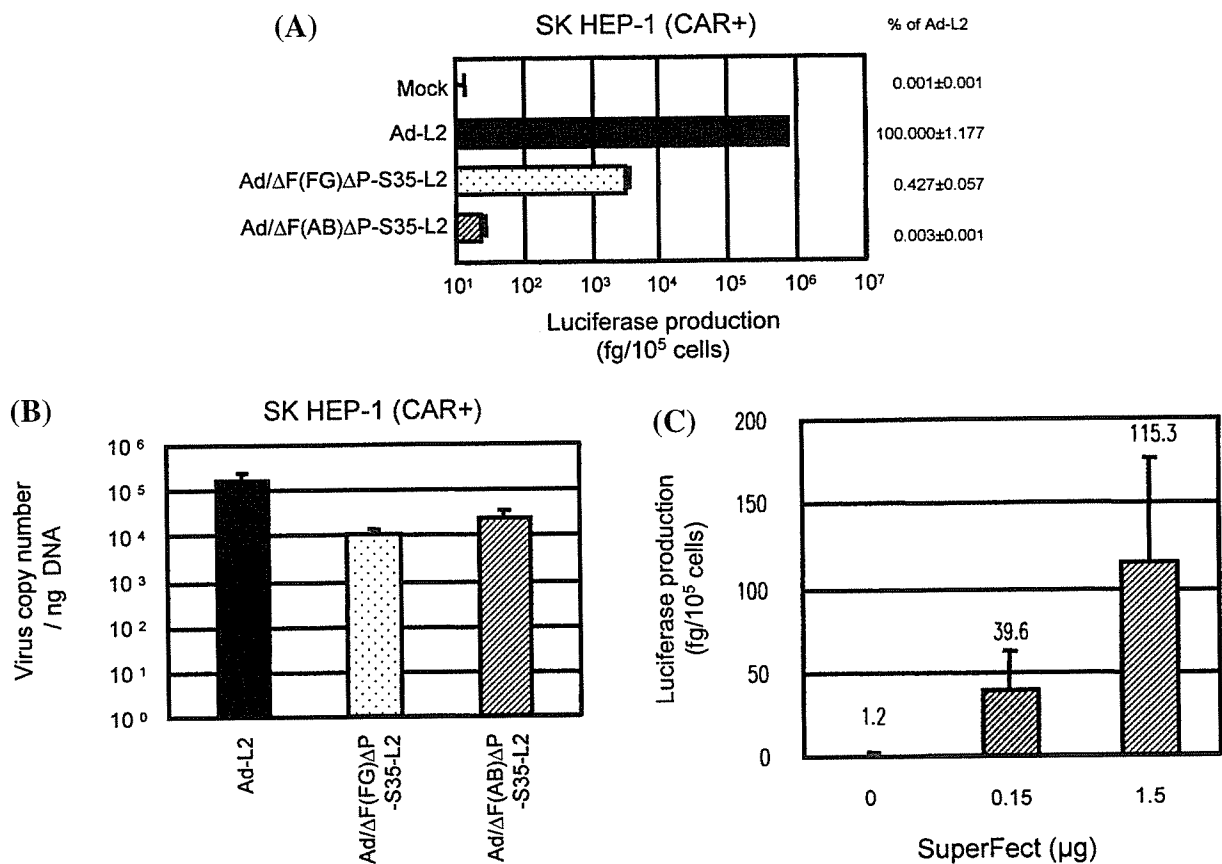 (A)
SK HEP-1 (CAR+)
% of Ad-L2
Mock
0.001±0.001
Ad-L2
100.000±1.177
Ad/ΔF(FG)ΔP-S35-L2
0.427±0.057
Ad/ΔF(AB)ΔP-S35-L2
0.003±0.001
10¹ 10² 10³ 10⁴ 10⁵ 10⁶ 10⁷
Luciferase production
(fg/10⁵ cells)
(B)
SK HEP-1 (CAR+)
Virus copy number
/ ng DNA
10⁶
10⁵
10⁴
10³
10²
10¹
10⁰
Ad-L2
Ad/ΔF(FG)ΔP
-S35-L2
Ad/ΔF(AB)ΔP
-S35-L2
(C)
Luciferase production
(fg/10⁵ cells)
200
150
100
50
0
1.2
39.6
115.3
0 0.15 1.5
SuperFect (μg)